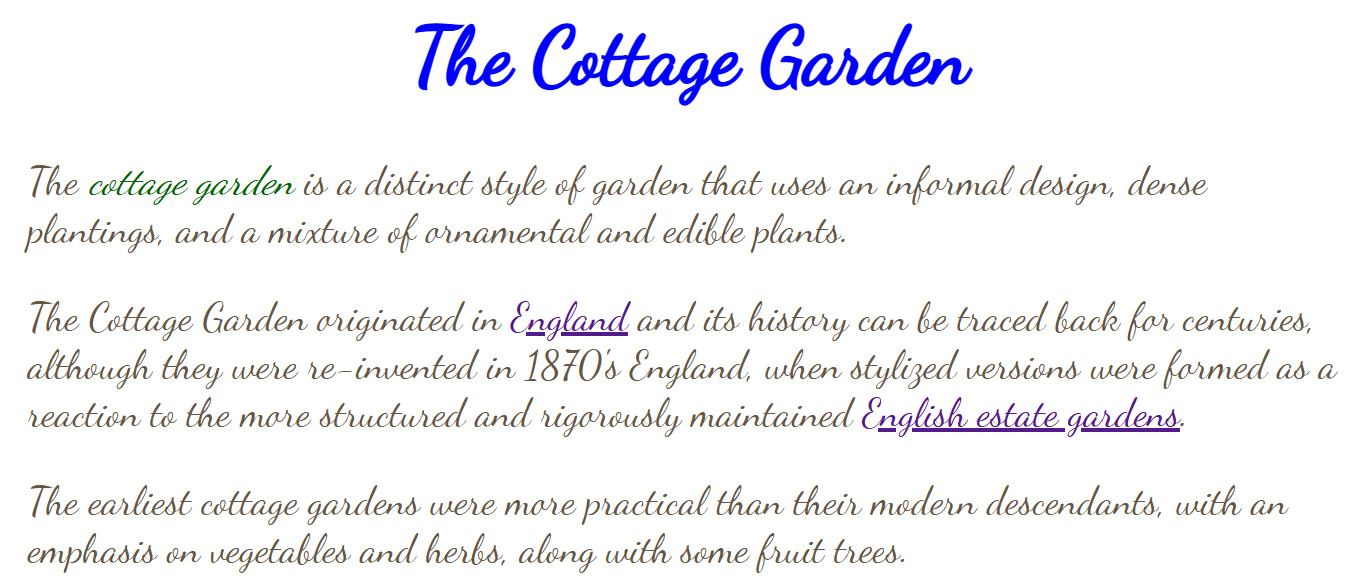 The Cottage Garden
The cottage garden is a distinct style of garden that uses an informal design, dense
plantings, and a mixture of ornamental and edible plants.
The Cottage Garden originated in England and its history can be traced back for centuries,
although they were re-invented in 1870's England, when stylized versions were formed as a
reaction to the more structured and rigorously maintained English estate gardens.
The earliest cottage gardens were more practical than their modern descendants, with an
emphasis on vegetables and herbs, along with some fruit trees.